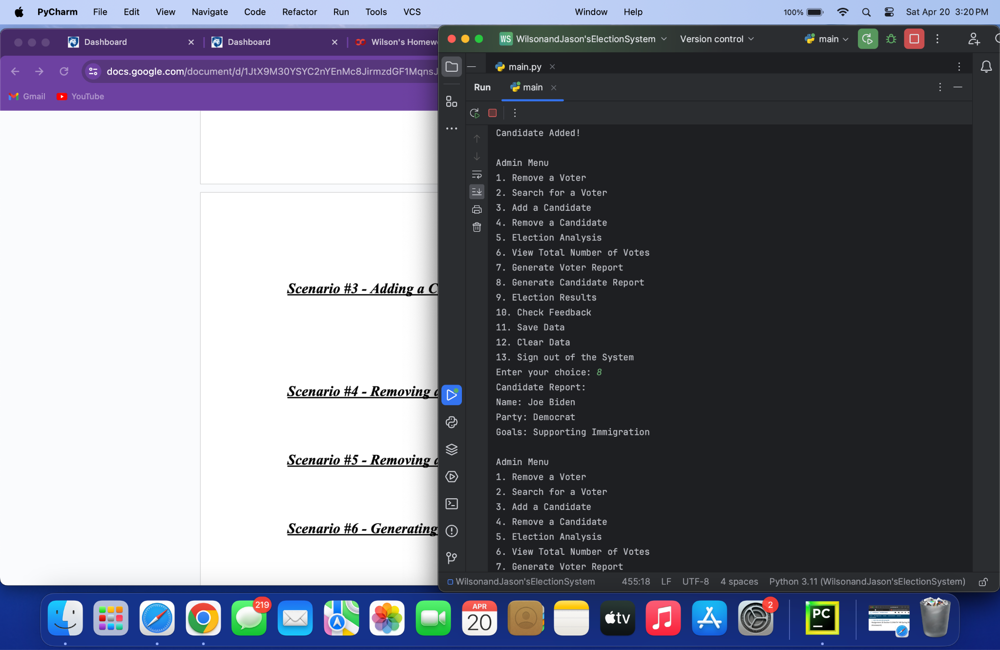 PyCharm File Edit View Navigate Code Refactor Run Tools VCS Window Help 100% Sat Apr 20 3:20 PM
Dashboard Dashboard Wilson's Homew
docs.google.com/document/d/1JtX9M30YSYC2nYEnMc8JirmzdGF1MqnsJ
Gmail YouTube
Scenario #3 - Adding a C
Scenario #4 - Removing a
Scenario #5 - Removing a
Scenario #6 - Generating
WS WilsonandJason'sElectionSystem Version control main
main.py
Run main
Candidate Added!
Admin Menu
1. Remove a Voter
2. Search for a Voter
3. Add a Candidate
4. Remove a Candidate
5. Election Analysis
6. View Total Number of Votes
7. Generate Voter Report
8. Generate Candidate Report
9. Election Results
10. Check Feedback
11. Save Data
12. Clear Data
13. Sign out of the System
Enter your choice: 8
Candidate Report:
Name: Joe Biden
Party: Democrat
Goals: Supporting Immigration
Admin Menu
1. Remove a Voter
2. Search for a Voter
3. Add a Candidate
4. Remove a Candidate
5. Election Analysis
6. View Total Number of Votes
7. Generate Voter Report
WilsonandJason'sElectionSystem 455:18 LF UTF-8 4 spaces Python 3.11 (WilsonandJason'sElectionSystem)
219 APR 20 tv 2 PC